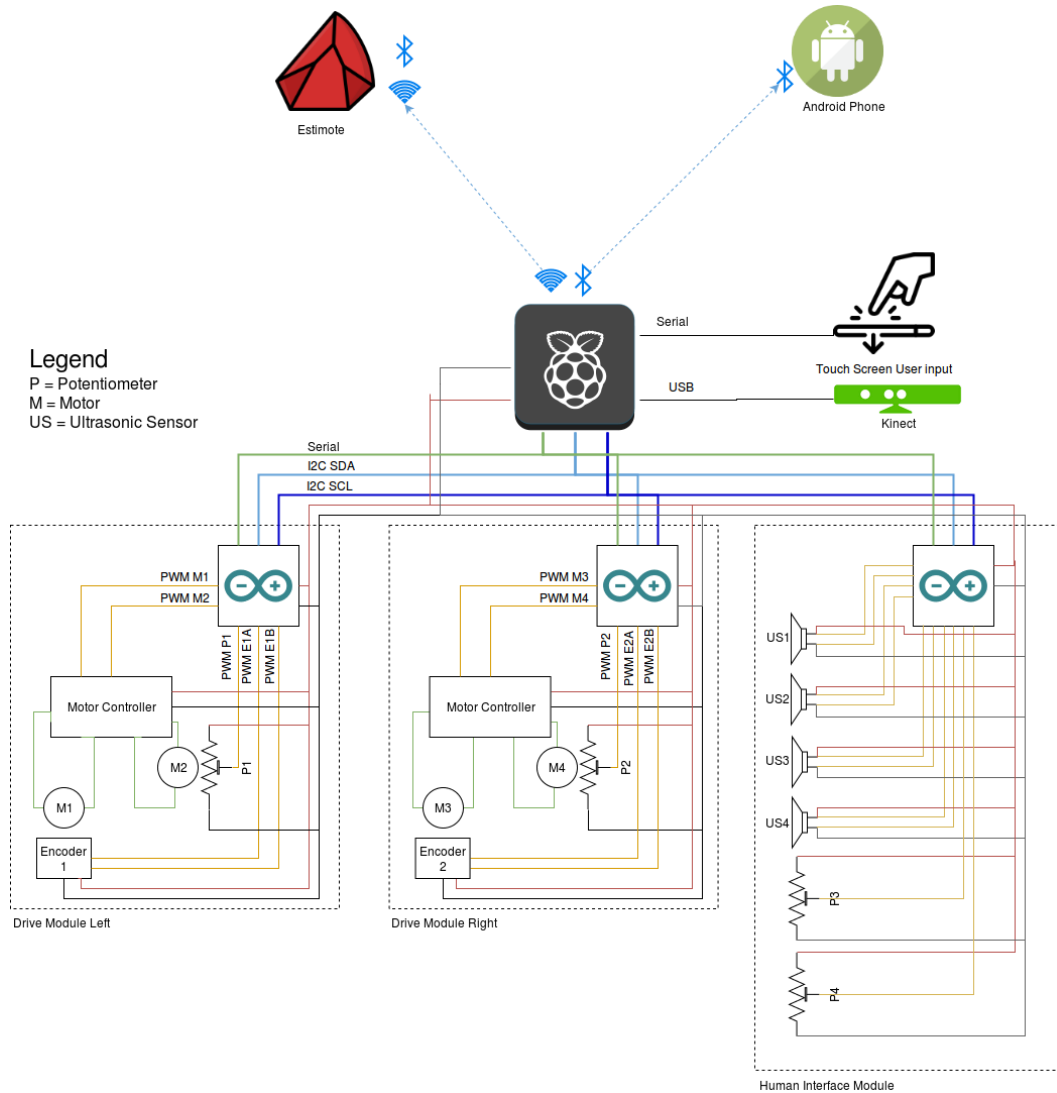 Estimote
Android Phone
Serial
Touch Screen User input
USB
Kinect
Legend
P = Potentiometer
M = Motor
US = Ultrasonic Sensor
Serial
I2C SDA
I2C SCL
PWM M1
PWM M2
PWM P1
PWM E1A
PWM E1B
Motor Controller
M1
M2
P1
Encoder
1
Drive Module Left
PWM M3
PWM M4
PWM P2
PWM E2A
PWM E2B
Motor Controller
M3
M4
P2
Encoder
2
Drive Module Right
US1
US2
US3
US4
P3
P4
Human Interface Module